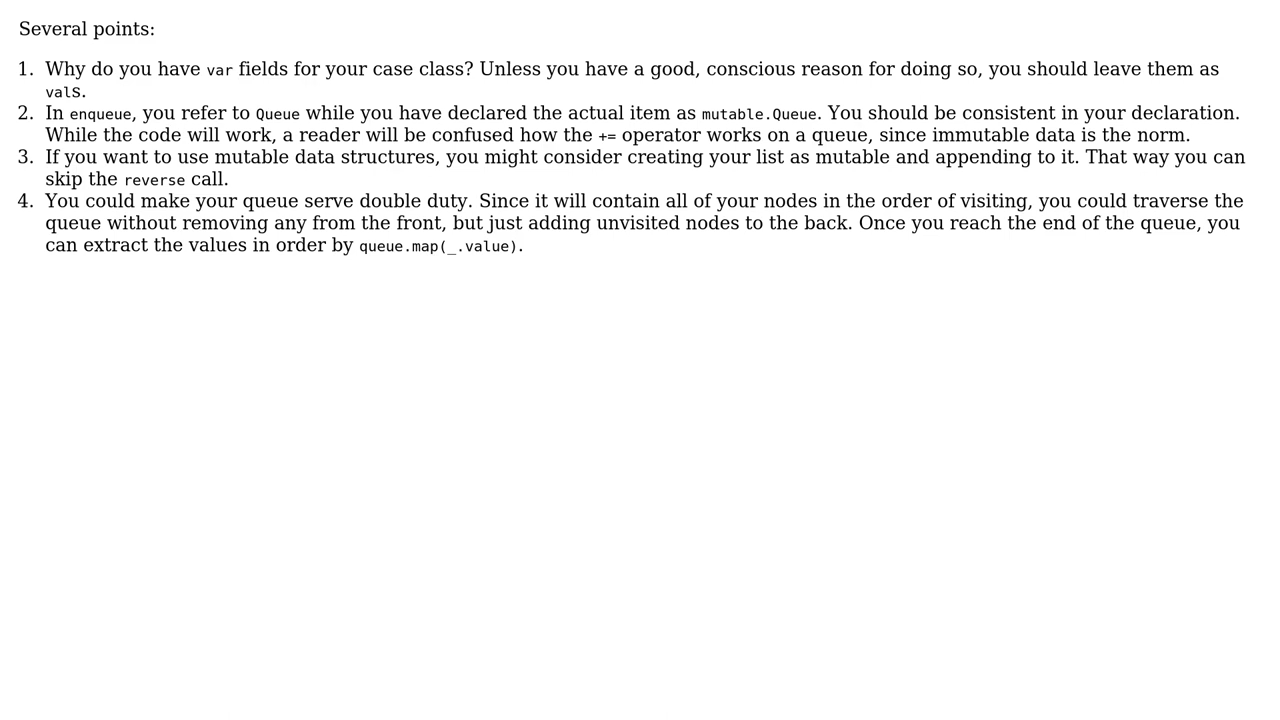 Several points:
1. Why do you have var fields for your case class? Unless you have a good, conscious reason for doing so, you should leave them as
vals.
2. In enqueue, you refer to Queue while you have declared the actual item as mutable.Queue. You should be consistent in your declaration.
While the code will work, a reader will be confused how the += operator works on a queue, since immutable data is the norm.
3. If you want to use mutable data structures, you might consider creating your list as mutable and appending to it. That way you can
skip the reverse call.
4. You could make your queue serve double duty. Since it will contain all of your nodes in the order of visiting, you could traverse the
queue without removing any from the front, but just adding unvisited nodes to the back. Once you reach the end of the queue, you
can extract the values in order by queue.map(_.value).